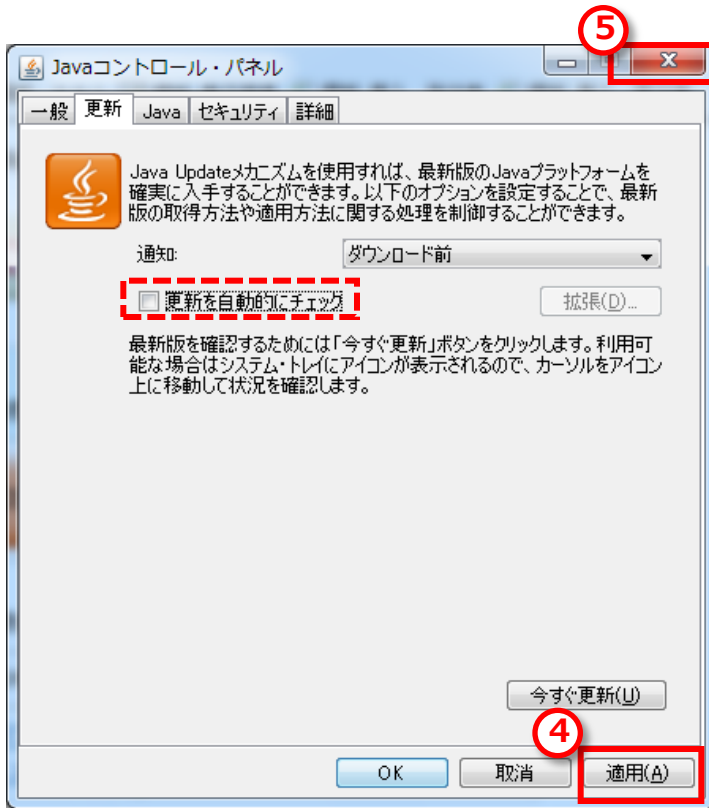 ⑤
Javaコントロール・パネル
一般 更新 Java セキュリティ 詳細
Java Updateメカニズムを使用すれば、最新版のJavaプラットフォームを
確実に入手することができます。以下のオプションを設定することで、最新
版の取得方法や適用方法に関する処理を制御することができます。
通知: ダウンロード前
更新を自動的にチェック 拡張(D)...
最新版を確認するためには「今すぐ更新」ボタンをクリックします。利用可
能な場合はシステム・トレイにアイコンが表示されるので、カーソルをアイコン
上に移動して状況を確認します。
今すぐ更新(U)
④
OK 取消 適用(A)